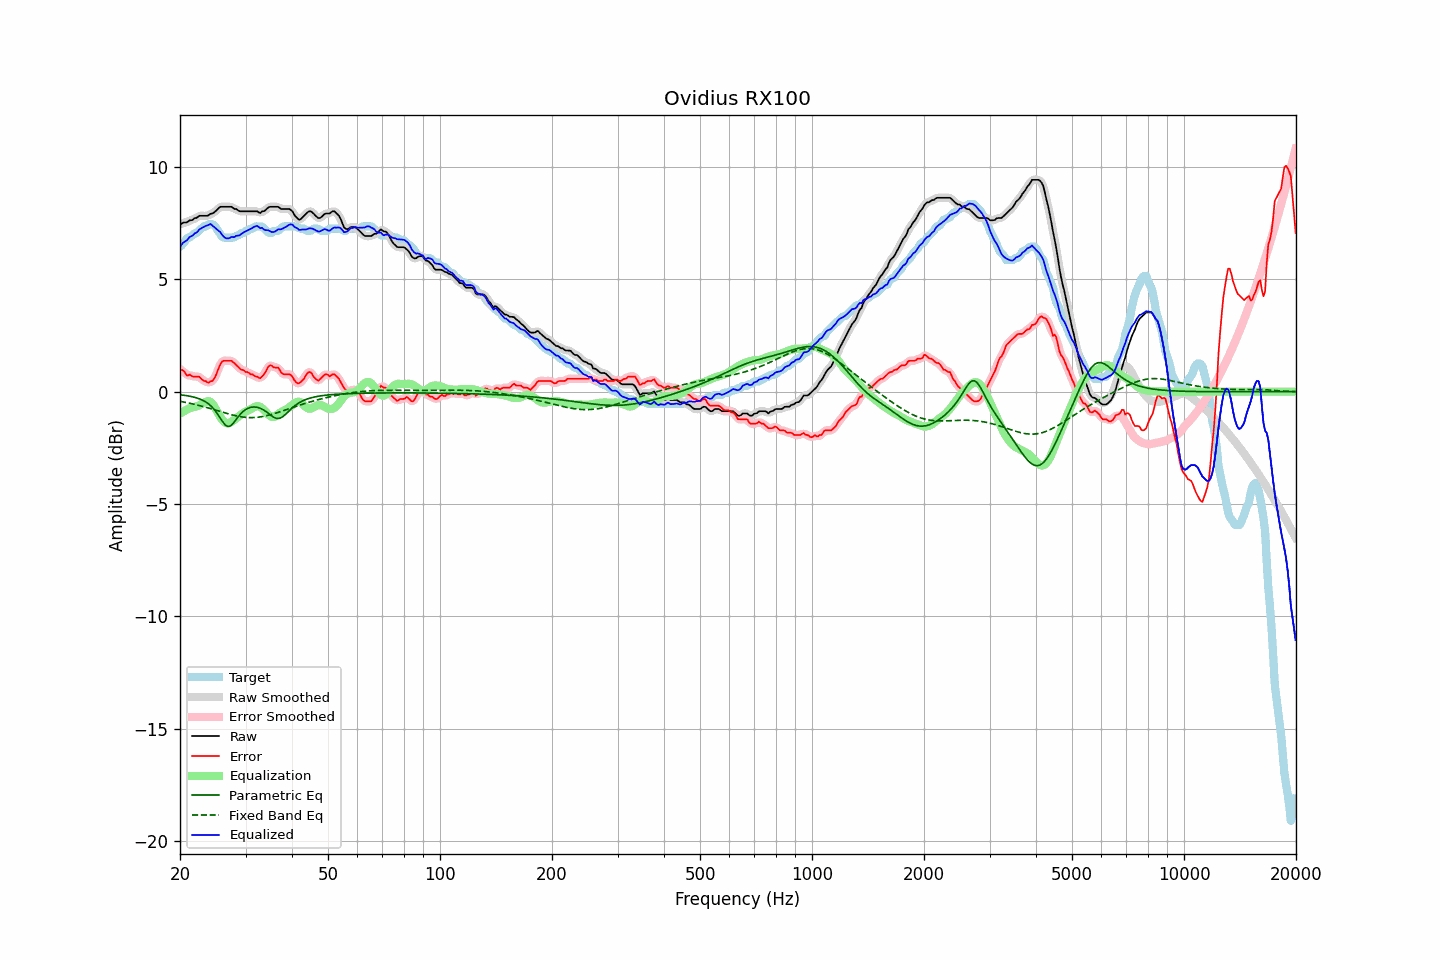 Ovidius RX100
Amplitude (dBr)
10
5
0
−5
−10
−15
−20
Target
Raw Smoothed
Error Smoothed
Raw
Error
Equalization
Parametric Eq
Fixed Band Eq
Equalized
20 50 100 200 500 1000 2000 5000 10000 20000
Frequency (Hz)